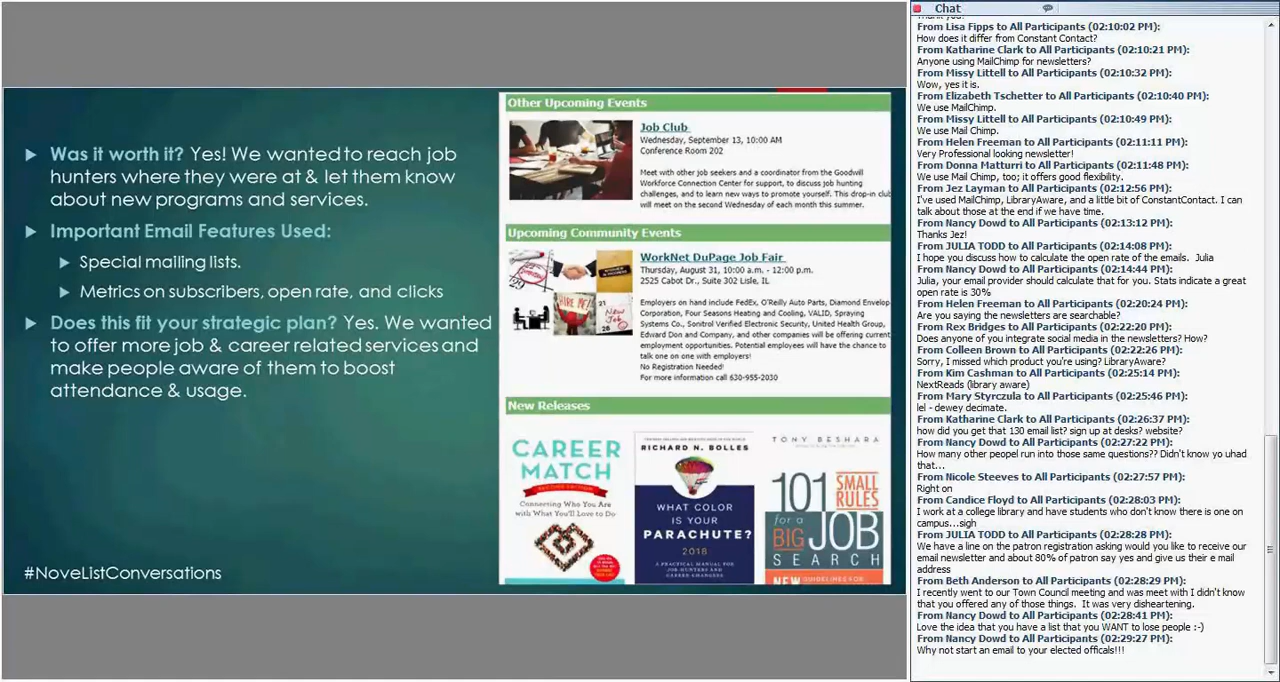 Was it worth it? Yes! We wanted to reach job
hunters where they were at & let them know
about new programs and services.
Important Email Features Used:
Special mailing lists.
Metrics on subscribers, open rate, and clicks
Does this fit your strategic plan? Yes. We wanted
to offer more job & career related services and
make people aware of them to boost
attendance & usage.
#NoveListConversations
Other Upcoming Events
Job Club
Wednesday, September 13, 10:00 AM
Conference Room 202
Meet with other job seekers and a coordinator from the Goodwill
Workforce Connection Center for support, to discuss job hunting
challenges, and to learn new ways to promote yourself. This drop-in club
will meet on the second Wednesday of each month this summer.
Upcoming Community Events
WorkNet DuPage Job Fair
Thursday, August 31, 10:00 a.m. - 12:00 p.m.
2525 Cabot Dr., Suite 302 Lisle, IL
Employers on hand include FedEx, O'Reilly Auto Parts, Diamond Envelop
Corporation, Four Seasons Heating and Cooling, VALID, Spraying
Systems Co., Sonitrol Verified Electronic Security, United Health Group,
Edward Don and Company, and other companies will be offering current
employment opportunities. Potential employees will have the chance to
talk one on one with employers!
No Registration Needed!
For more information call 630-955-2030
HIRE ME!
New Job
New Releases
CAREER
MATCH
Connecting Who You Are
with What You'll Love to Do
RICHARD N. BOLLES
WHAT COLOR
IS YOUR
PARACHUTE?
2018
A PRACTICAL MANUAL FOR
JOB-HUNTERS AND
CAREER-CHANGERS
TONY BESHARA
101 SMALL
RULES
for a
BIG JOB
SEARCH
NEW GUIDELINES FOR
Chat
Thank you!
From Lisa Fipps to All Participants (02:10:02 PM):
How does it differ from Constant Contact?
From Katharine Clark to All Participants (02:10:21 PM):
Anyone using MailChimp for newsletters?
From Missy Littell to All Participants (02:10:32 PM):
Wow, yes it is.
From Elizabeth Tschetter to All Participants (02:10:40 PM):
We use MailChimp.
From Missy Littell to All Participants (02:10:49 PM):
We use Mail Chimp.
From Helen Freeman to All Participants (02:11:11 PM):
Very Professional looking newsletter!
From Donna Matturri to All Participants (02:11:48 PM):
We use Mail Chimp, too; it offers good flexibility.
From Jez Layman to All Participants (02:12:56 PM):
I've used MailChimp, LibraryAware, and a little bit of ConstantContact. I can
talk about those at the end if we have time.
From Nancy Dowd to All Participants (02:13:12 PM):
Thanks Jez!
From JULIA TODD to All Participants (02:14:08 PM):
I hope you discuss how to calculate the open rate of the emails. Julia
From Nancy Dowd to All Participants (02:14:44 PM):
Julia, your email provider should calculate that for you. Stats indicate a great
open rate is 30%
From Helen Freeman to All Participants (02:20:24 PM):
Are you saying the newsletters are searchable?
From Rex Bridges to All Participants (02:22:20 PM):
Does anyone of you integrate social media in the newsletters? How?
From Colleen Brown to All Participants (02:22:26 PM):
Sorry, I missed which product you're using? LibraryAware?
From Kim Cashman to All Participants (02:25:14 PM):
NextReads (library aware)
From Mary Styrczula to All Participants (02:25:46 PM):
lel - dewey decimate.
From Katharine Clark to All Participants (02:26:37 PM):
how did you get that 130 email list? sign up at desks? website?
From Nancy Dowd to All Participants (02:27:22 PM):
How many other peopel run into those same questions?? Didn't know yo uhad
that...
From Nicole Steeves to All Participants (02:27:57 PM):
Right on
From Candice Floyd to All Participants (02:28:03 PM):
I work at a college library and have students who don't know there is one on
campus...sigh
From JULIA TODD to All Participants (02:28:28 PM):
We have a line on the patron registration asking would you like to receive our
email newsletter and about 80% of patron say yes and give us their e mail
address
From Beth Anderson to All Participants (02:28:29 PM):
I recently went to our Town Council meeting and was met with I didn't know
that you offered any of those things. It was very disheartening.
From Nancy Dowd to All Participants (02:28:41 PM):
Love the idea that you have a list that you WANT to lose people :-)
From Nancy Dowd to All Participants (02:29:27 PM):
Why not start an email to your elected officals!!!